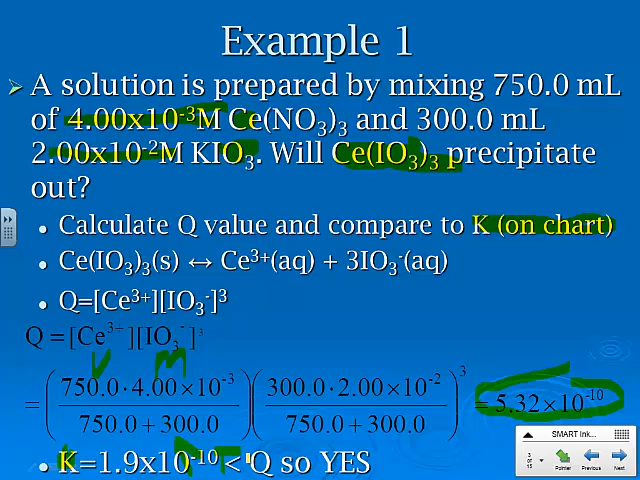 Example 1
A solution is prepared by mixing 750.0 mL
of 4.00x10⁻³M Ce(NO₃)₃ and 300.0 mL
2.00x10⁻²M KIO₃. Will Ce(IO₃)₃ precipitate
out?
Calculate Q value and compare to K (on chart)
Ce(IO₃)₃(s) ↔ Ce³⁺(aq) + 3IO₃⁻(aq)
Q=[Ce³⁺][IO₃⁻]³
Q = [Ce³⁺][IO₃⁻]³
V M
= (750.0·4.00×10⁻³ / 750.0+300.0)(300.0·2.00×10⁻² / 750.0+300.0)³ = 5.32×10⁻¹⁰
K=1.9x10⁻¹⁰ < Q so YES
SMART Ink...
3 or 15
Pointer Previous Next